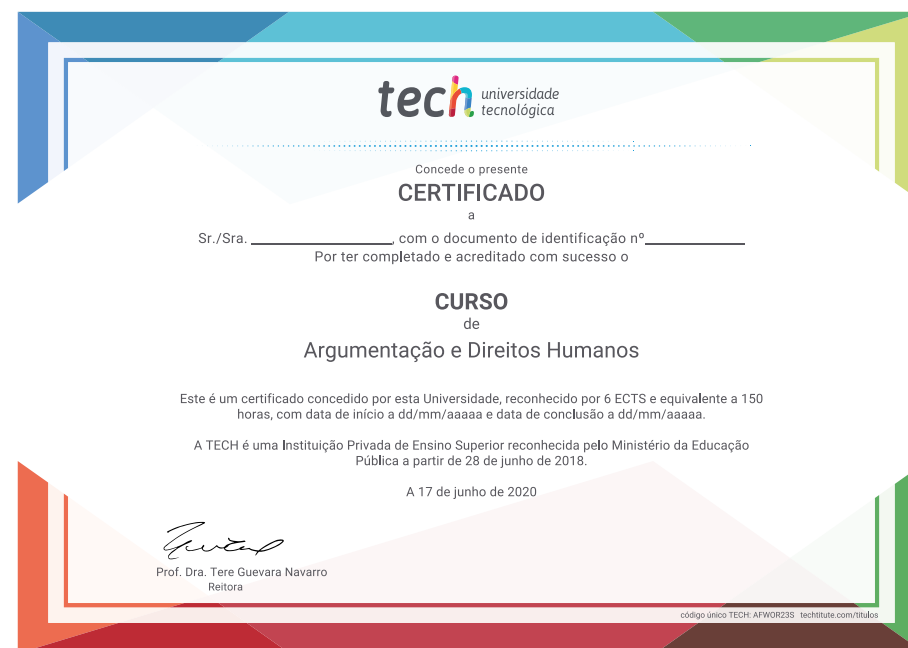 tech universidade
tecnológica
Concede o presente
CERTIFICADO
a
Sr./Sra. ____________________, com o documento de identificação nº______________
Por ter completado e acreditado com sucesso o
CURSO
de
Argumentação e Direitos Humanos
Este é um certificado concedido por esta Universidade, reconhecido por 6 ECTS e equivalente a 150
horas, com data de início a dd/mm/aaaaa e data de conclusão a dd/mm/aaaaa.
A TECH é uma Instituição Privada de Ensino Superior reconhecida pelo Ministério da Educação
Pública a partir de 28 de junho de 2018.
A 17 de junho de 2020
Prof. Dra. Tere Guevara Navarro
Reitora
código único TECH: AFWOR23S techtitute.com/titulos